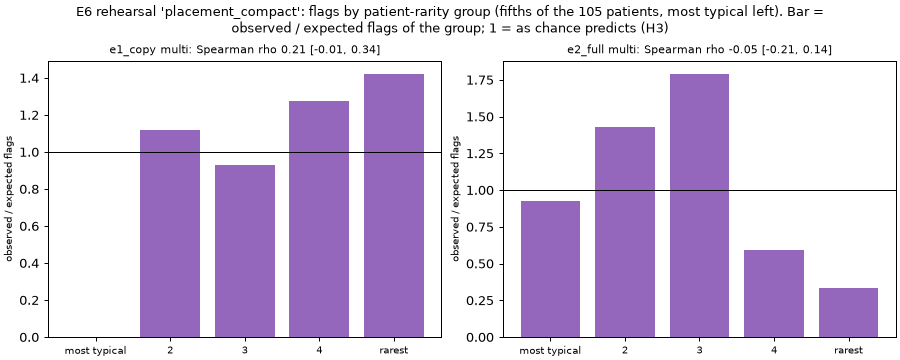 E6 rehearsal 'placement_compact': flags by patient-rarity group (fifths of the 105 patients, most typical left). Bar =
observed / expected flags of the group; 1 = as chance predicts (H3)
e1_copy multi: Spearman rho 0.21 [-0.01, 0.34]
observed / expected flags
1.4
1.2
1.0
0.8
0.6
0.4
0.2
0.0
most typical
2
3
4
rarest
e2_full multi: Spearman rho -0.05 [-0.21, 0.14]
observed / expected flags
1.75
1.50
1.25
1.00
0.75
0.50
0.25
0.00
most typical
2
3
4
rarest